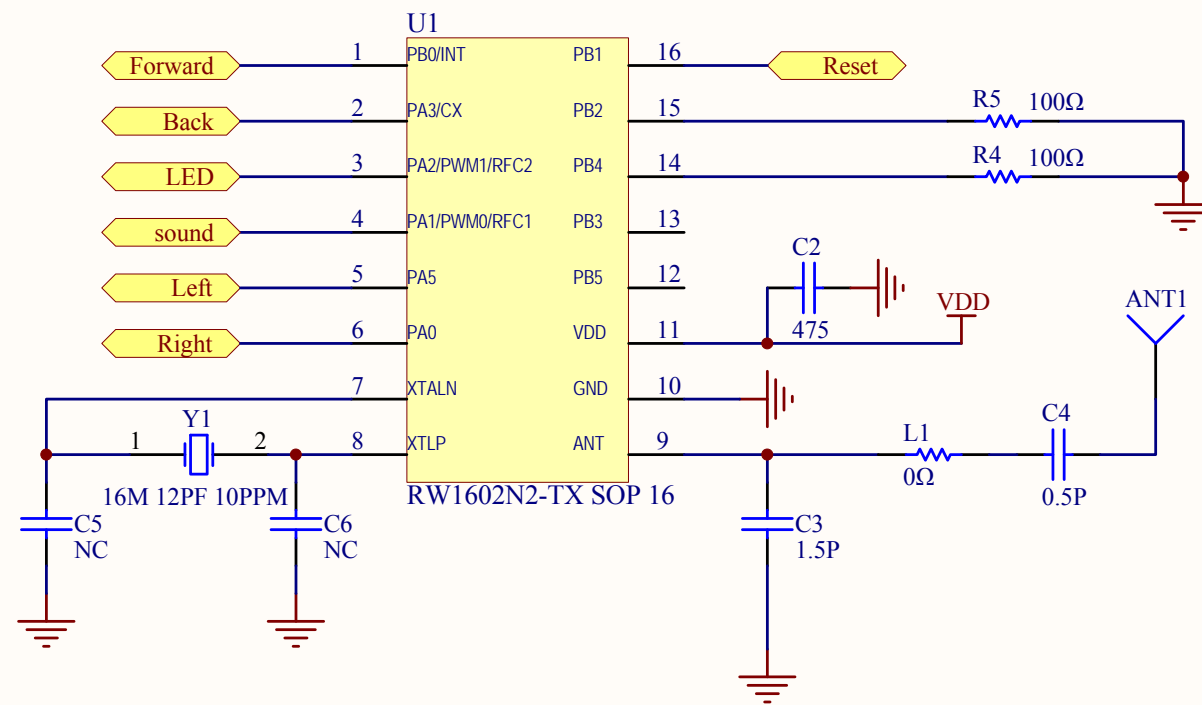 U1
Forward 1 PB0/INT PB1 16 Reset
Back 2 PA3/CX PB2 15 R5 100Ω
LED 3 PA2/PWM1/RFC2 PB4 14 R4 100Ω
sound 4 PA1/PWM0/RFC1 PB3 13
Left 5 PA5 PB5 12 C2 475
Right 6 PA0 VDD 11 VDD
7 XTALN GND 10
8 XTLP ANT 9
ANT1
Y1
1 2
16M 12PF 10PPM
RW1602N2-TX SOP 16
L1
0Ω
C4
0.5P
C5
NC
C6
NC
C3
1.5P